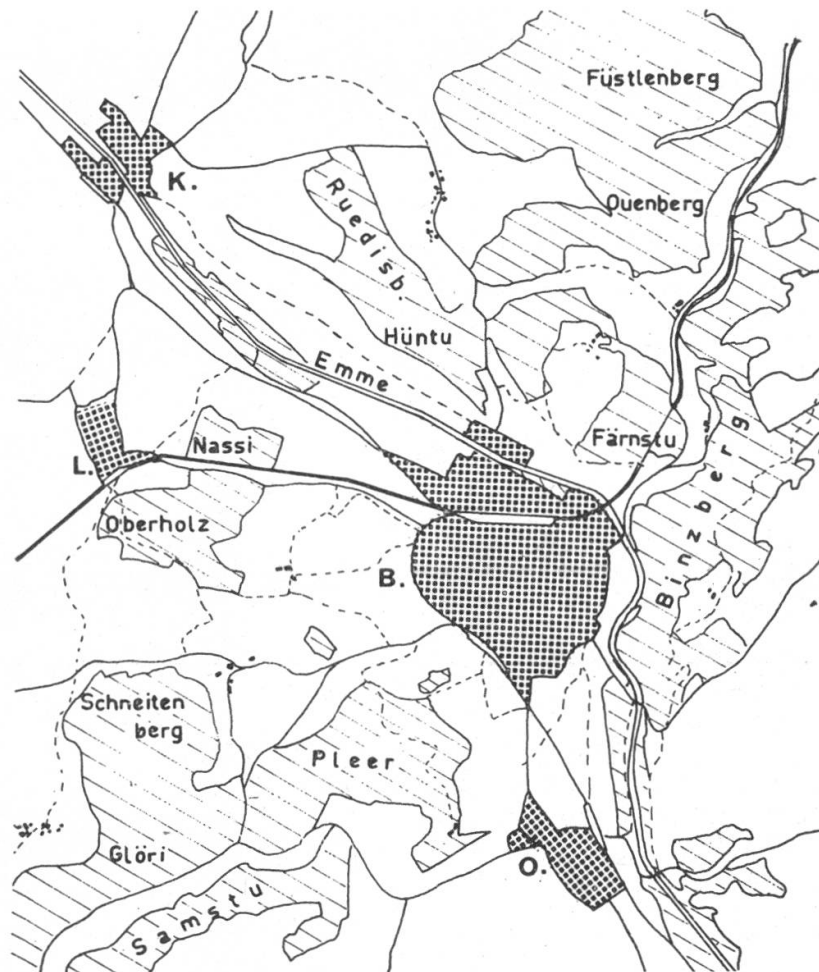 Füstlenberg
K.
Ruedisb.
Ouenberg
Hüntu
Emme
Nassi
Färnstu
L.
Oberholz
Binzberg
B.
Schneiten
berg
Pleer
Glöri
O.
Samstu